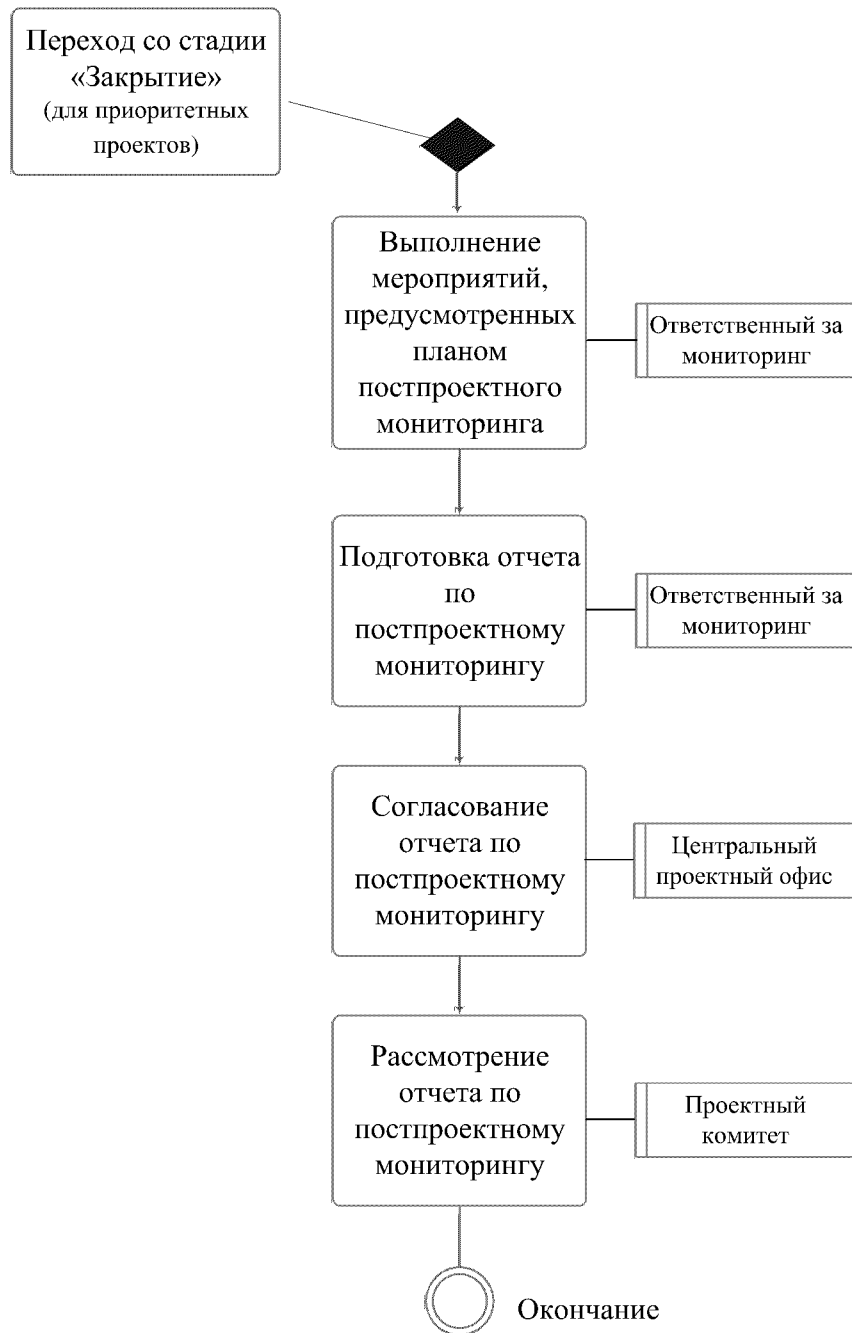 Переход со стадии
«Закрытие»
(для приоритетных
проектов)
Выполнение
мероприятий,
предусмотренных
планом
постпроектного
мониторинга
Ответственный за
мониторинг
Подготовка отчета
по
постпроектному
мониторингу
Ответственный за
мониторинг
Согласование
отчета по
постпроектному
мониторингу
Центральный
проектный офис
Рассмотрение
отчета по
постпроектному
мониторингу
Проектный
комитет
Окончание